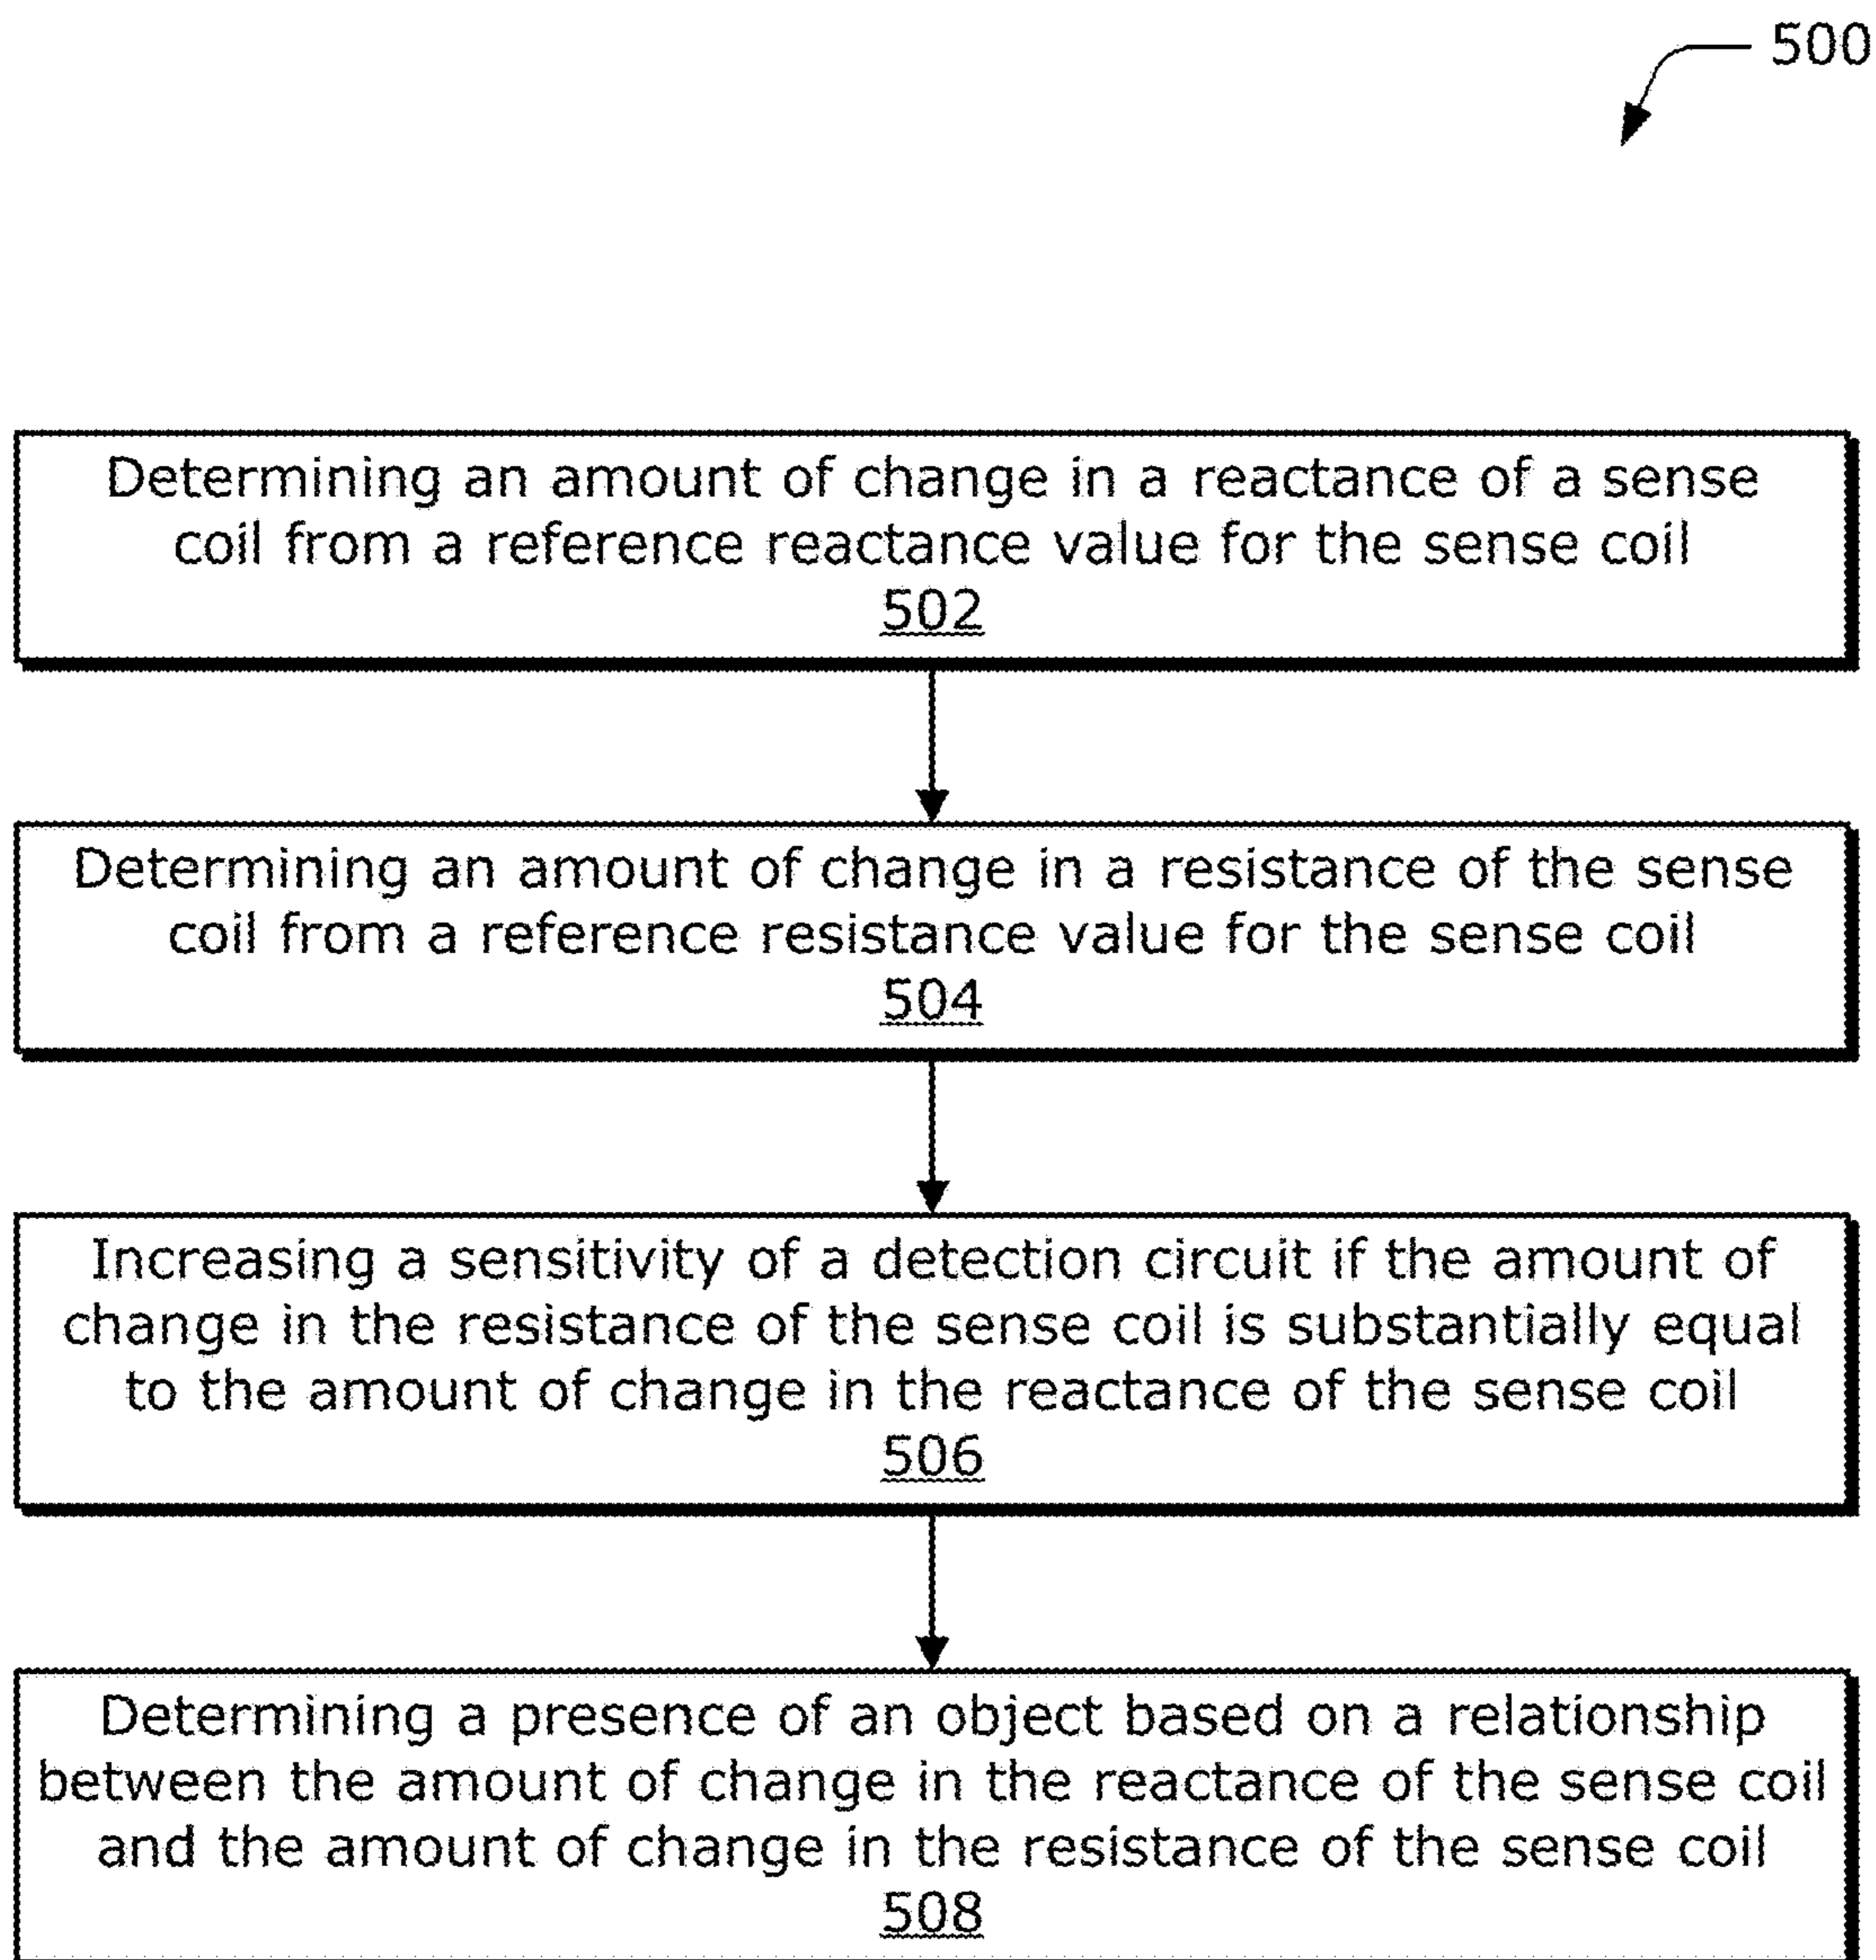 500
Determining an amount of change in a reactance of a sense
coil from a reference reactance value for the sense coil
502
Determining an amount of change in a resistance of the sense
coil from a reference resistance value for the sense coil
504
Increasing a sensitivity of a detection circuit if the amount of
change in the resistance of the sense coil is substantially equal
to the amount of change in the reactance of the sense coil
506
Determining a presence of an object based on a relationship
between the amount of change in the reactance of the sense coil
and the amount of change in the resistance of the sense coil
508